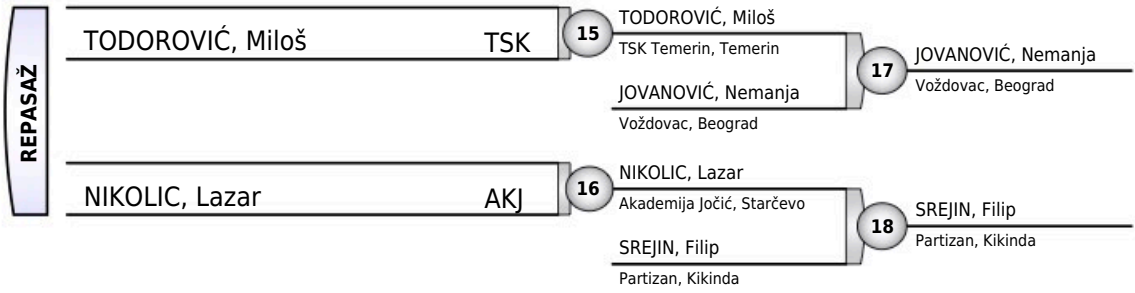 REPASAŽ
TODOROVIĆ, Miloš TSK
15
TODOROVIĆ, Miloš
TSK Temerin, Temerin
JOVANOVIĆ, Nemanja
Voždovac, Beograd
17
JOVANOVIĆ, Nemanja
Voždovac, Beograd
NIKOLIC, Lazar AKJ
16
NIKOLIC, Lazar
Akademija Jočić, Starčevo
SREJIN, Filip
Partizan, Kikinda
18
SREJIN, Filip
Partizan, Kikinda